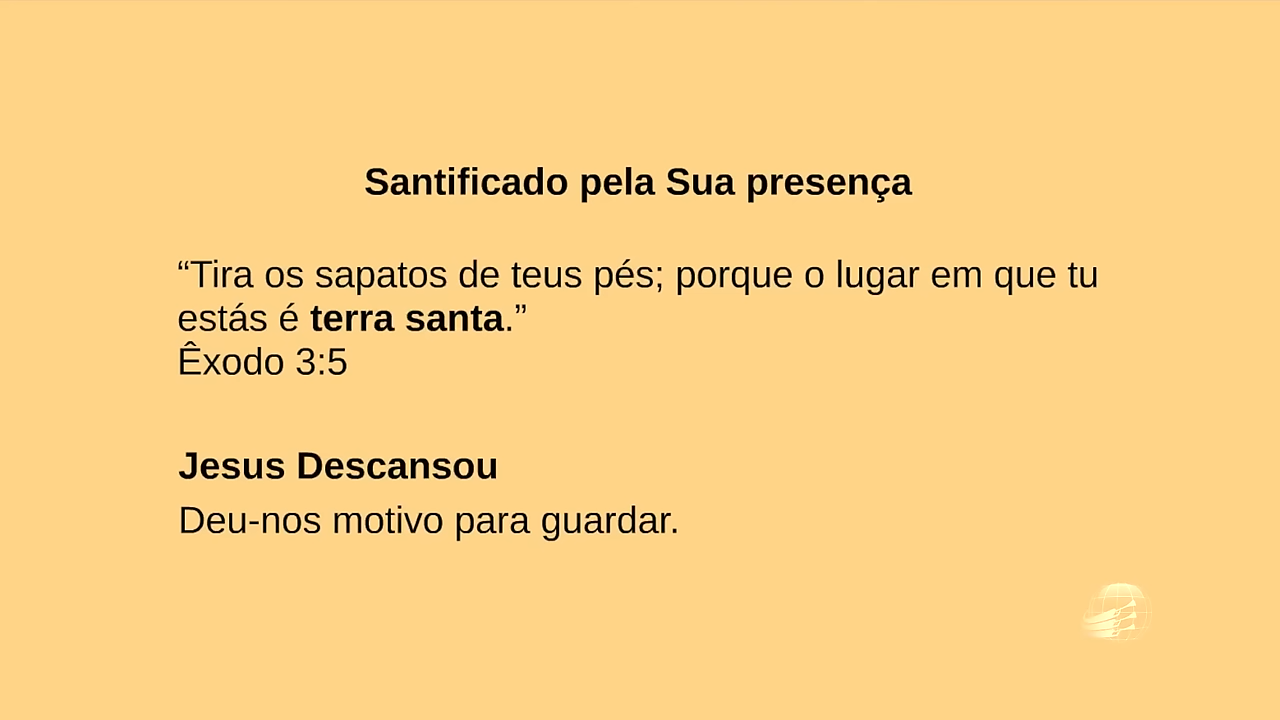 Santificado pela Sua presença
“Tira os sapatos de teus pés; porque o lugar em que tu
estás é terra santa.”
Êxodo 3:5
Jesus Descansou
Deu-nos motivo para guardar.